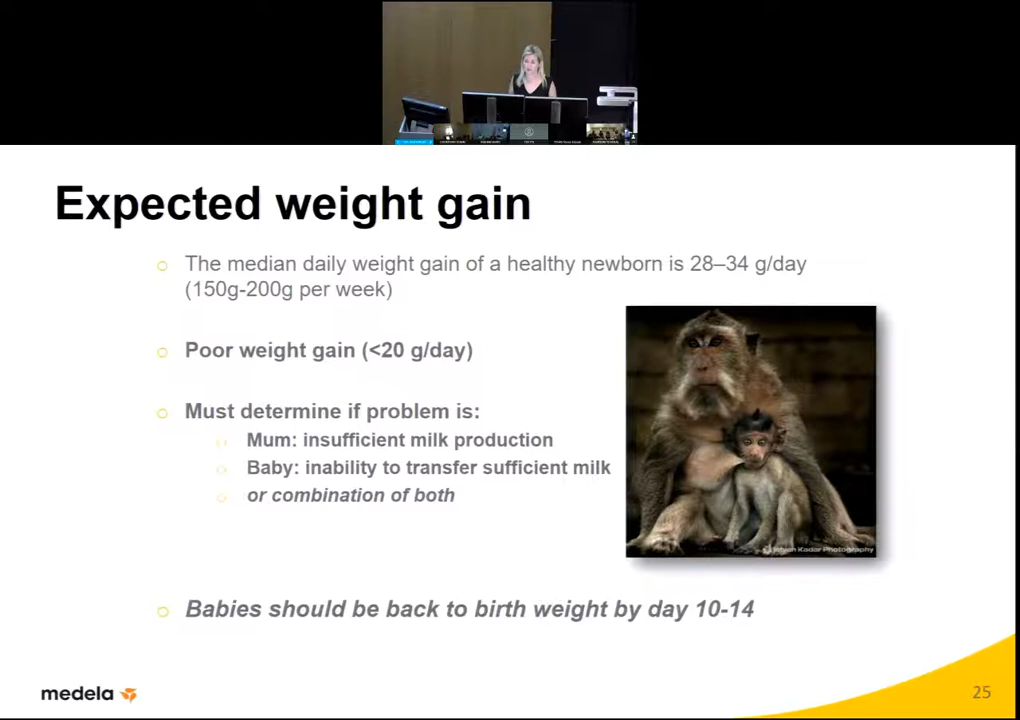 Expected weight gain
The median daily weight gain of a healthy newborn is 28–34 g/day
(150g-200g per week)
Poor weight gain (<20 g/day)
Must determine if problem is:
Mum: insufficient milk production
Baby: inability to transfer sufficient milk
or combination of both
Kadar Photography
Babies should be back to birth weight by day 10-14
medela
25